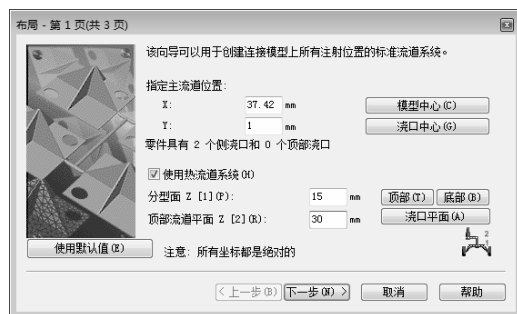 布局 - 第 1 页(共 3 页)
该向导可以用于创建连接模型上所有注射位置的标准流道系统。
指定主流道位置:
X: 37.42 mm 模型中心(C)
Y: 1 mm 浇口中心(G)
零件具有 2 个侧浇口和 0 个顶部浇口
使用热流道系统(H)
分型面 Z [1](P): 15 mm 顶部(T) 底部(B)
顶部流道平面 Z [2](R): 30 mm 浇口平面(A)
使用默认值(E) 注意: 所有坐标都是绝对的 2 1
< 上一步(B) 下一步(N) > 取消 帮助